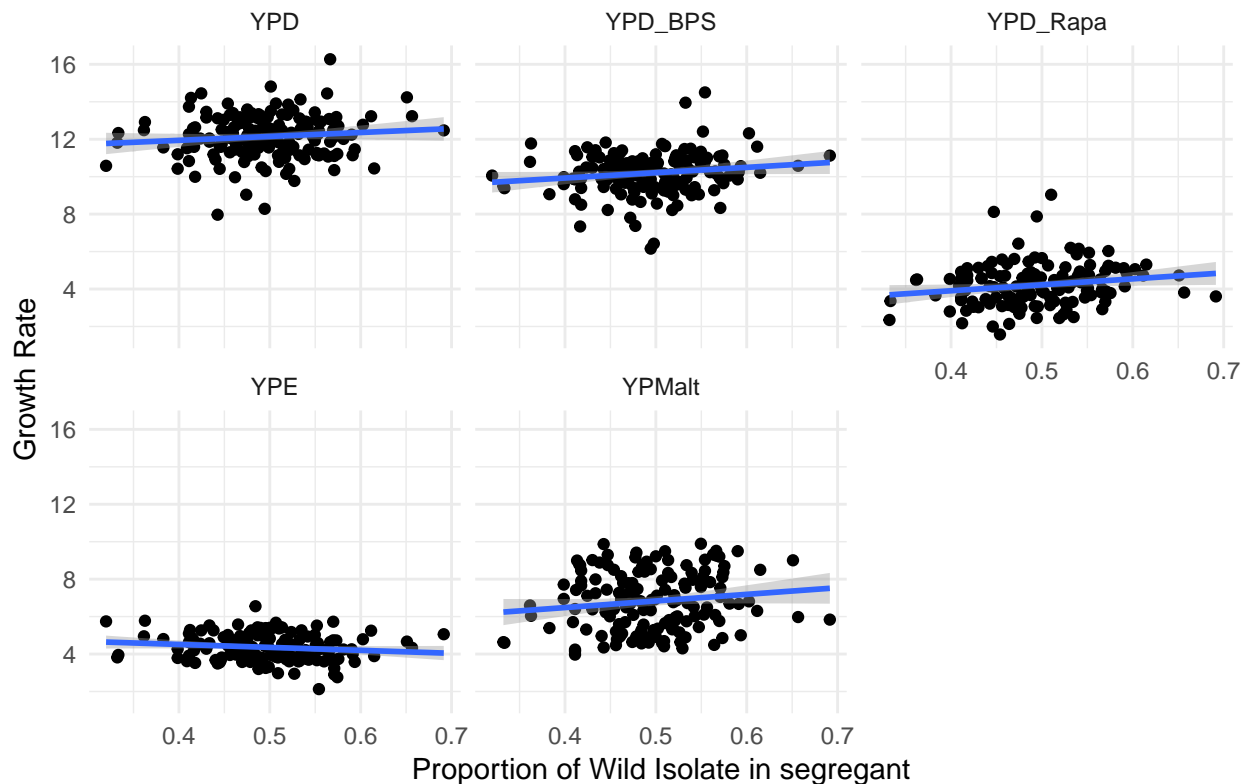 YPD YPD_BPS YPD_Rapa
16
12
8
4
0.4 0.5 0.6 0.7
YPE YPMalt
16
12
8
4
0.4 0.5 0.6 0.7 0.4 0.5 0.6 0.7
Growth Rate
Proportion of Wild Isolate in segregant